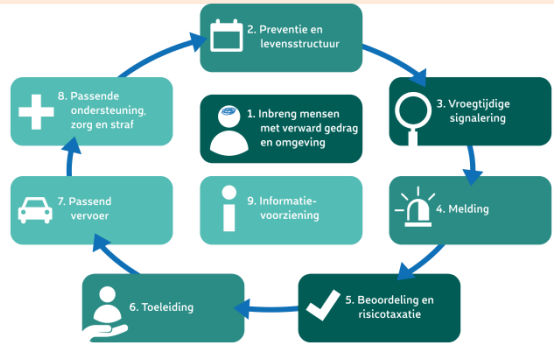 2. Preventie en
levensstructuur
8. Passende
ondersteuning,
zorg en straf
1. Inbreng mensen
met verward gedrag
en omgeving
3. Vroegtijdige
signalering
7. Passend
vervoer
9. Informatie-
voorziening
4. Melding
6. Toeleiding
5. Beoordeling en
risicotaxatie